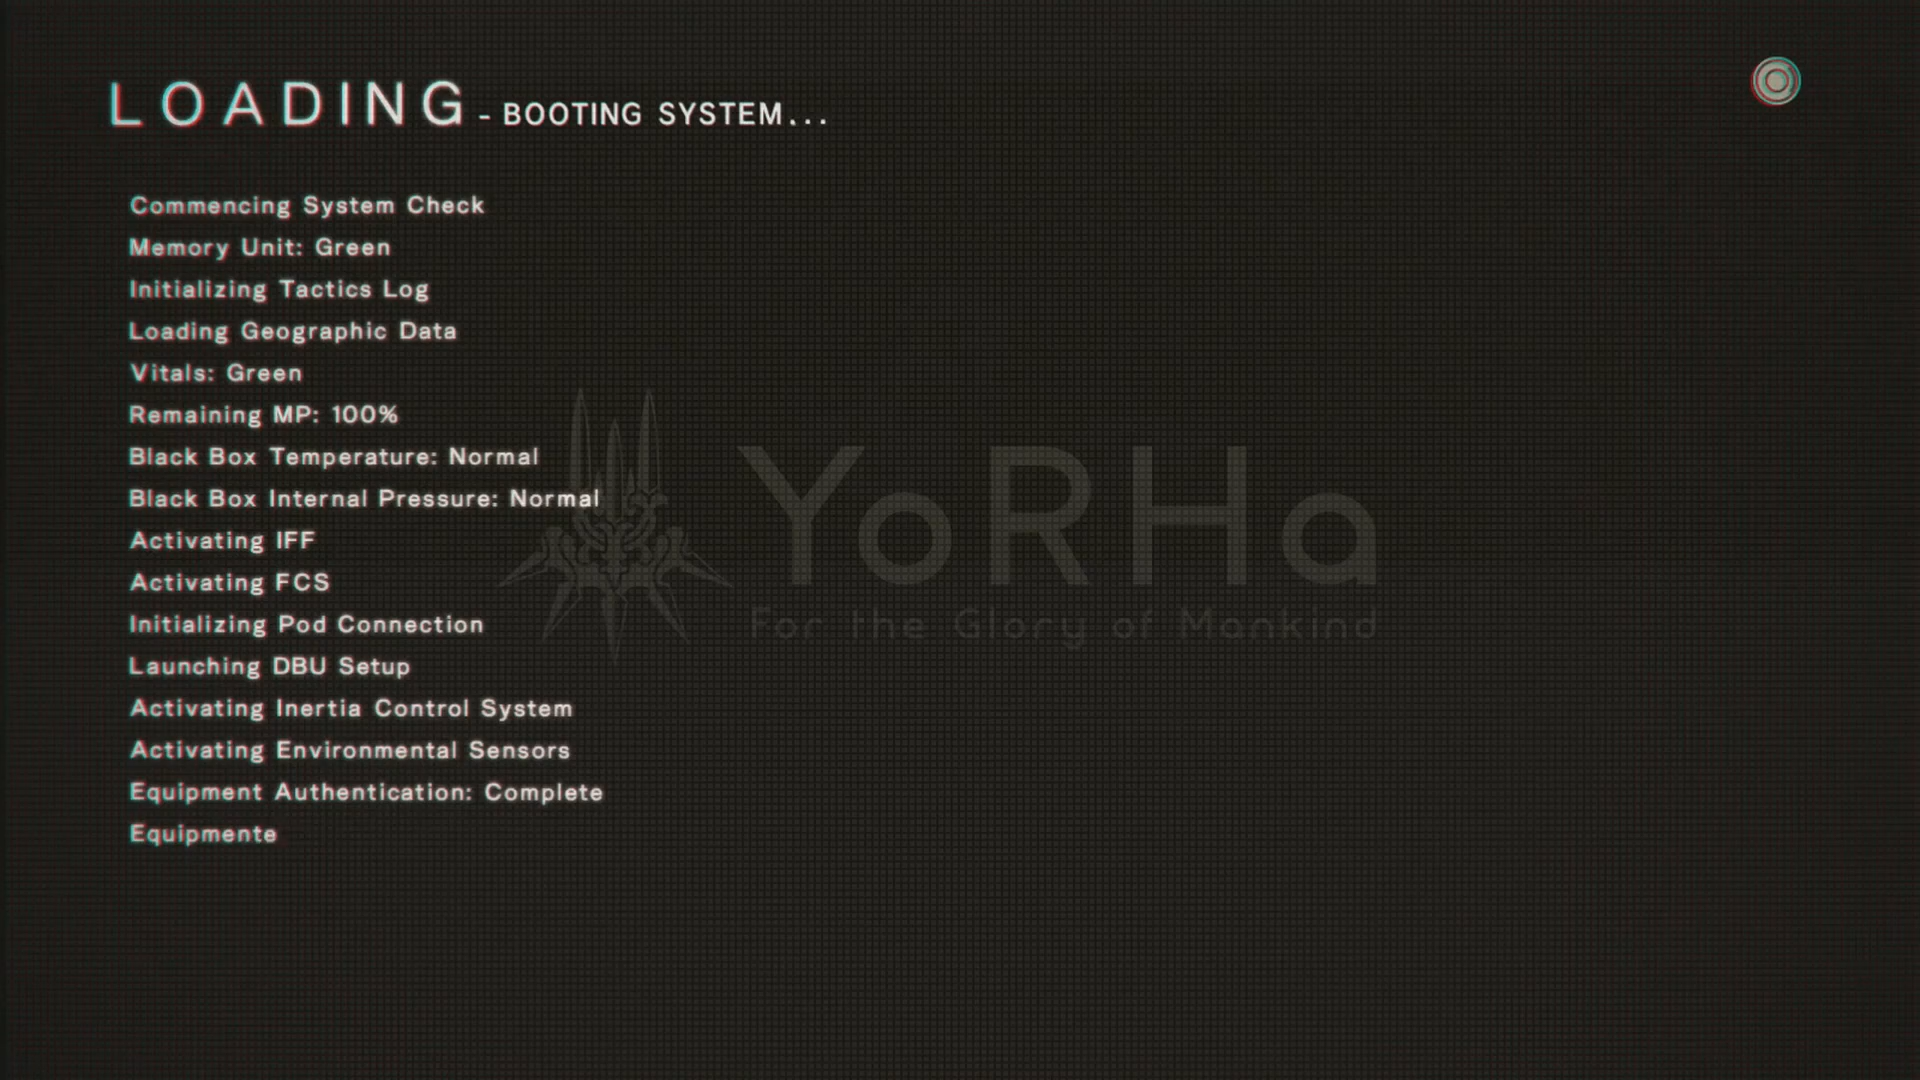 LOADING - BOOTING SYSTEM...
Commencing System Check
Memory Unit: Green
Initializing Tactics Log
Loading Geographic Data
Vitals: Green
Remaining MP: 100%
Black Box Temperature: Normal
Black Box Internal Pressure: Normal
Activating IFF
Activating FCS
Initializing Pod Connection
Launching DBU Setup
Activating Inertia Control System
Activating Environmental Sensors
Equipment Authentication: Complete
Equipmente
YoRHa
For the Glory of Mankind